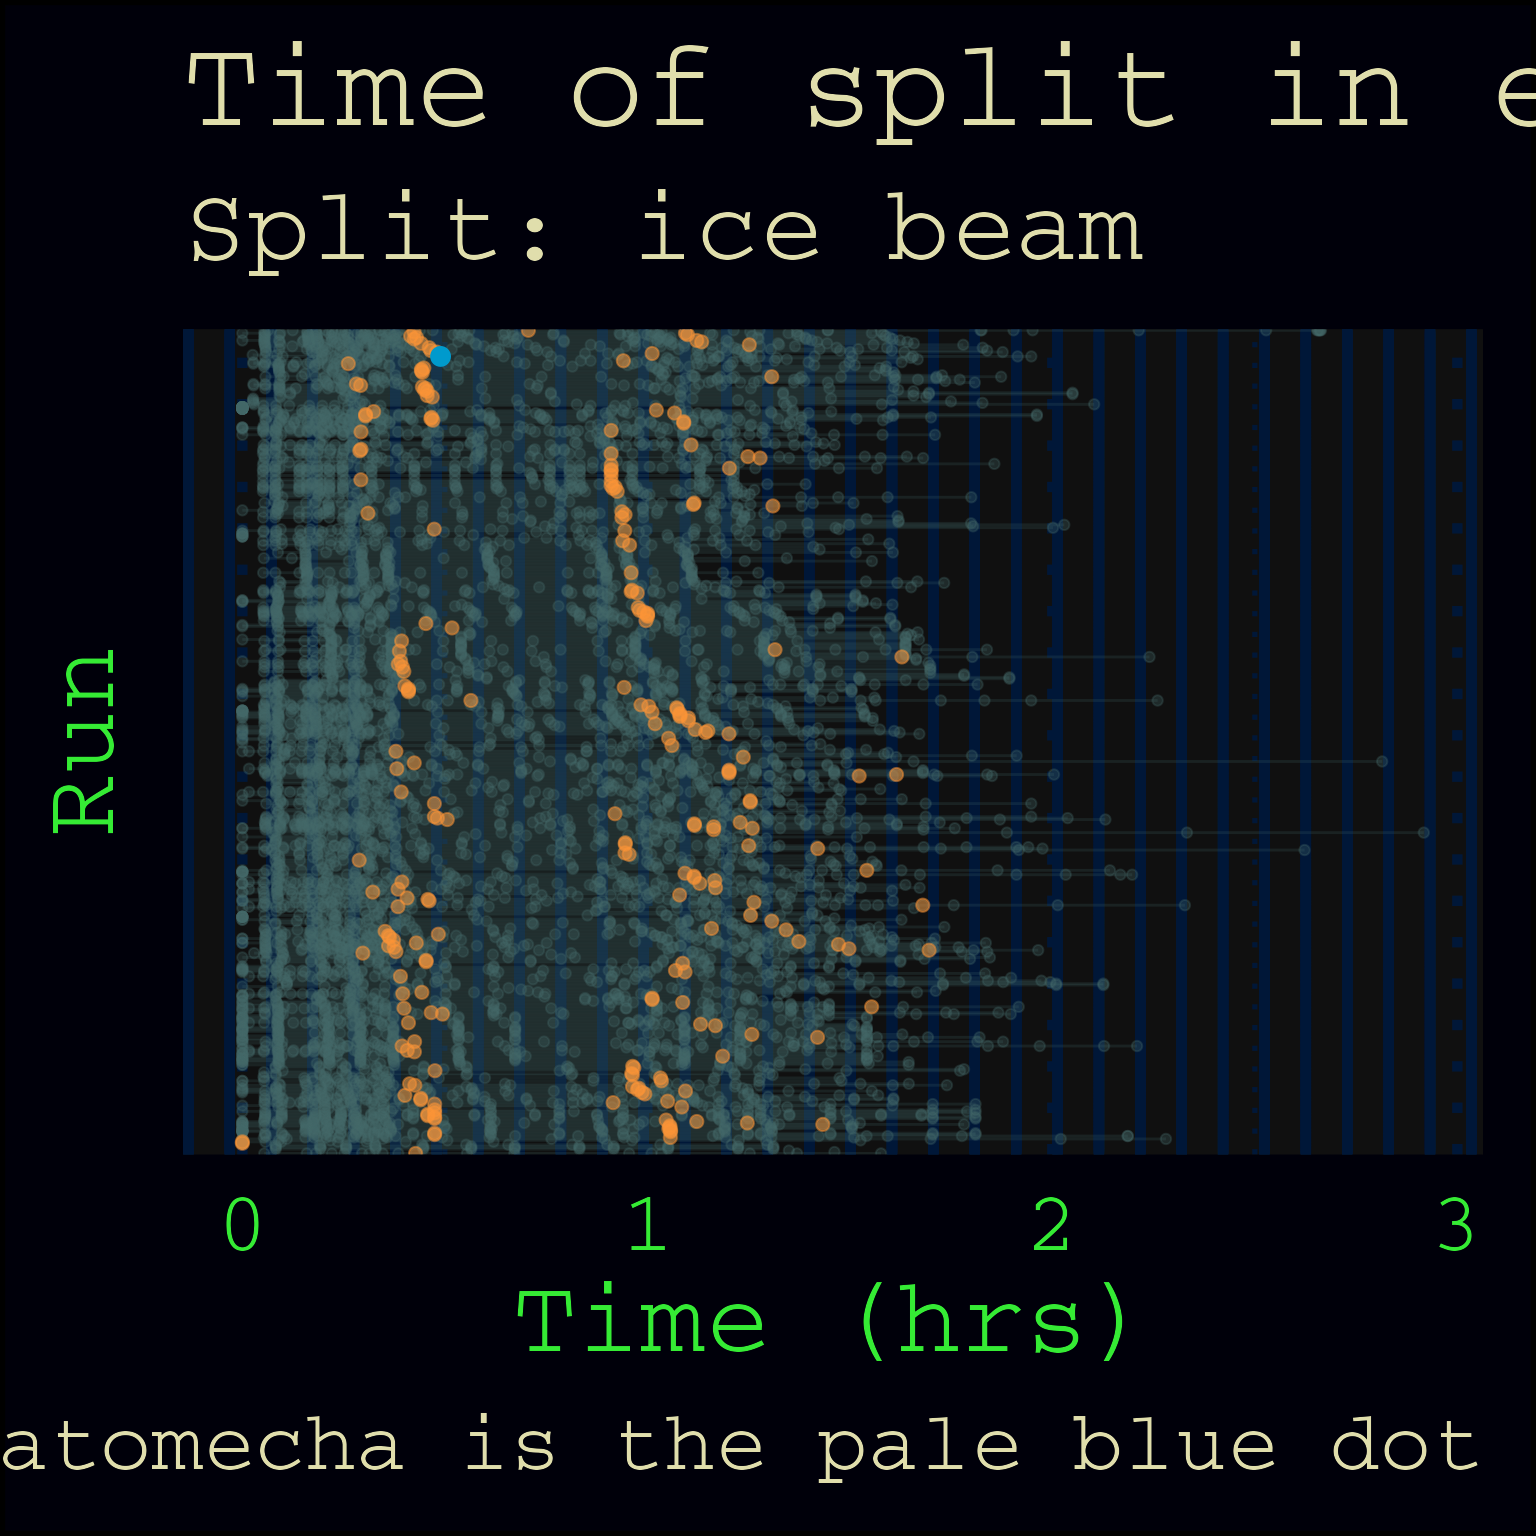 Time of split in e
Split: ice beam
Run
0 1 2 3
Time (hrs)
atomecha is the pale blue dot